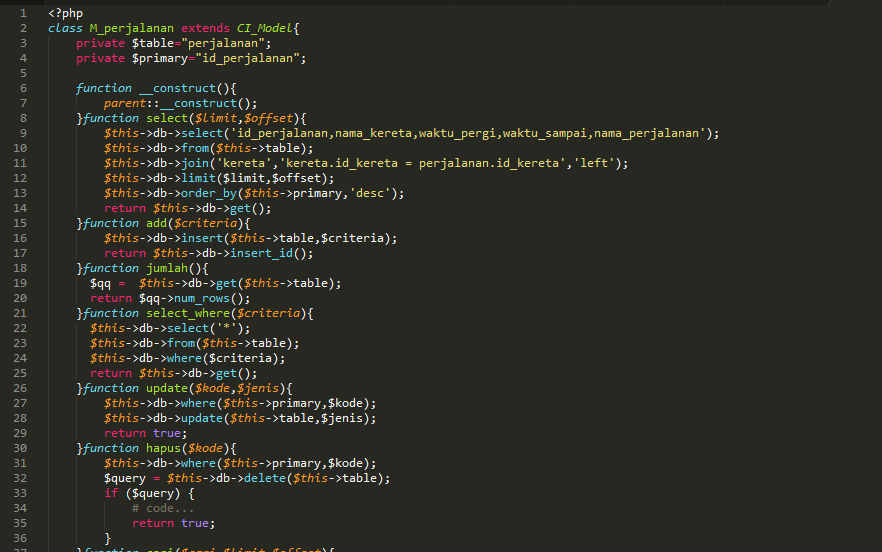 1 <?php
2 class M_perjalanan extends CI_Model{
3 private $table="perjalanan";
4 private $primary="id_perjalanan";
5
6 function __construct(){
7 parent::__construct();
8 }function select($limit,$offset){
9 $this->db->select('id_perjalanan,nama_kereta,waktu_pergi,waktu_sampai,nama_perjalanan');
10 $this->db->from($this->table);
11 $this->db->join('kereta','kereta.id_kereta = perjalanan.id_kereta','left');
12 $this->db->limit($limit,$offset);
13 $this->db->order_by($this->primary,'desc');
14 return $this->db->get();
15 }function add($criteria){
16 $this->db->insert($this->table,$criteria);
17 return $this->db->insert_id();
18 }function jumlah(){
19 $qq =  $this->db->get($this->table);
20 return $qq->num_rows();
21 }function select_where($criteria){
22 $this->db->select('*');
23 $this->db->from($this->table);
24 $this->db->where($criteria);
25 return $this->db->get();
26 }function update($kode,$jenis){
27 $this->db->where($this->primary,$kode);
28 $this->db->update($this->table,$jenis);
29 return true;
30 }function hapus($kode){
31 $this->db->where($this->primary,$kode);
32 $query = $this->db->delete($this->table);
33 if ($query) {
34 # code...
35 return true;
36 }